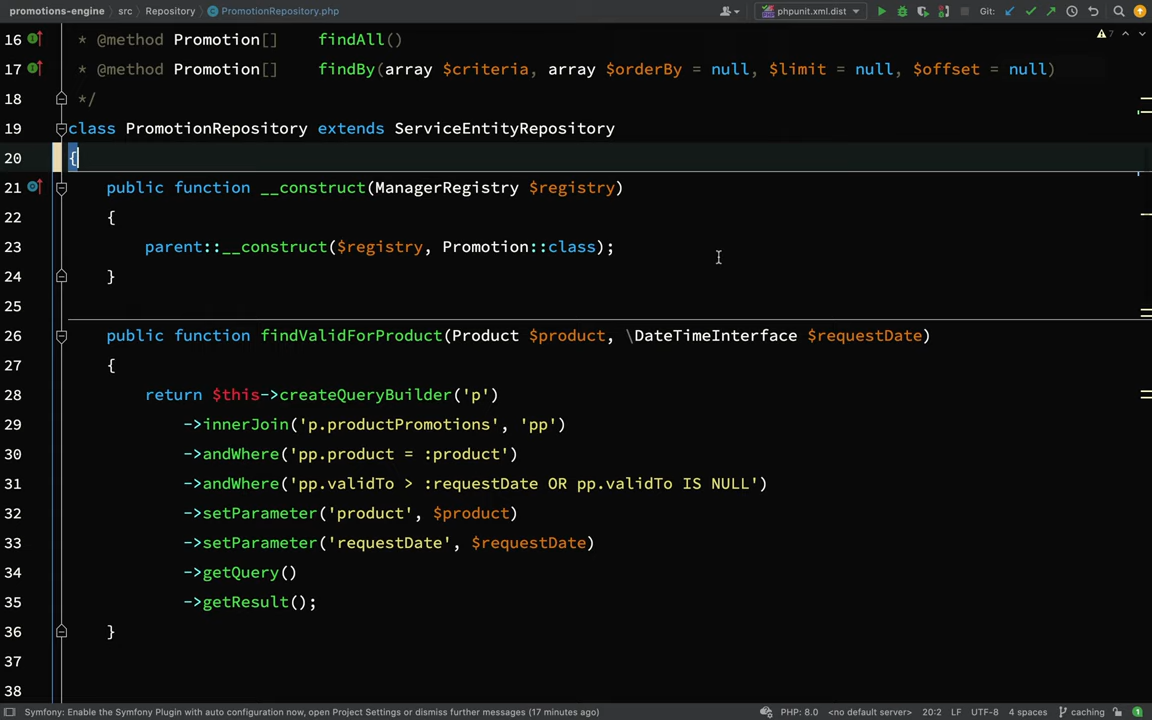 promotions-engine src Repository PromotionRepository.php phpunit.xml.dist Git:
16 * @method Promotion[] findAll() 7
17 * @method Promotion[] findBy(array $criteria, array $orderBy = null, $limit = null, $offset = null)
18 */
19 class PromotionRepository extends ServiceEntityRepository
20 {
21 public function __construct(ManagerRegistry $registry)
22 {
23 parent::__construct($registry, Promotion::class);
24 }
25
26 public function findValidForProduct(Product $product, \DateTimeInterface $requestDate)
27 {
28 return $this->createQueryBuilder('p')
29 ->innerJoin('p.productPromotions', 'pp')
30 ->andWhere('pp.product = :product')
31 ->andWhere('pp.validTo > :requestDate OR pp.validTo IS NULL')
32 ->setParameter('product', $product)
33 ->setParameter('requestDate', $requestDate)
34 ->getQuery()
35 ->getResult();
36 }
37
38
Symfony: Enable the Symfony Plugin with auto configuration now, open Project Settings or dismiss further messages (17 minutes ago) PHP: 8.0 <no default server> 20:2 LF UTF-8 4 spaces caching 1